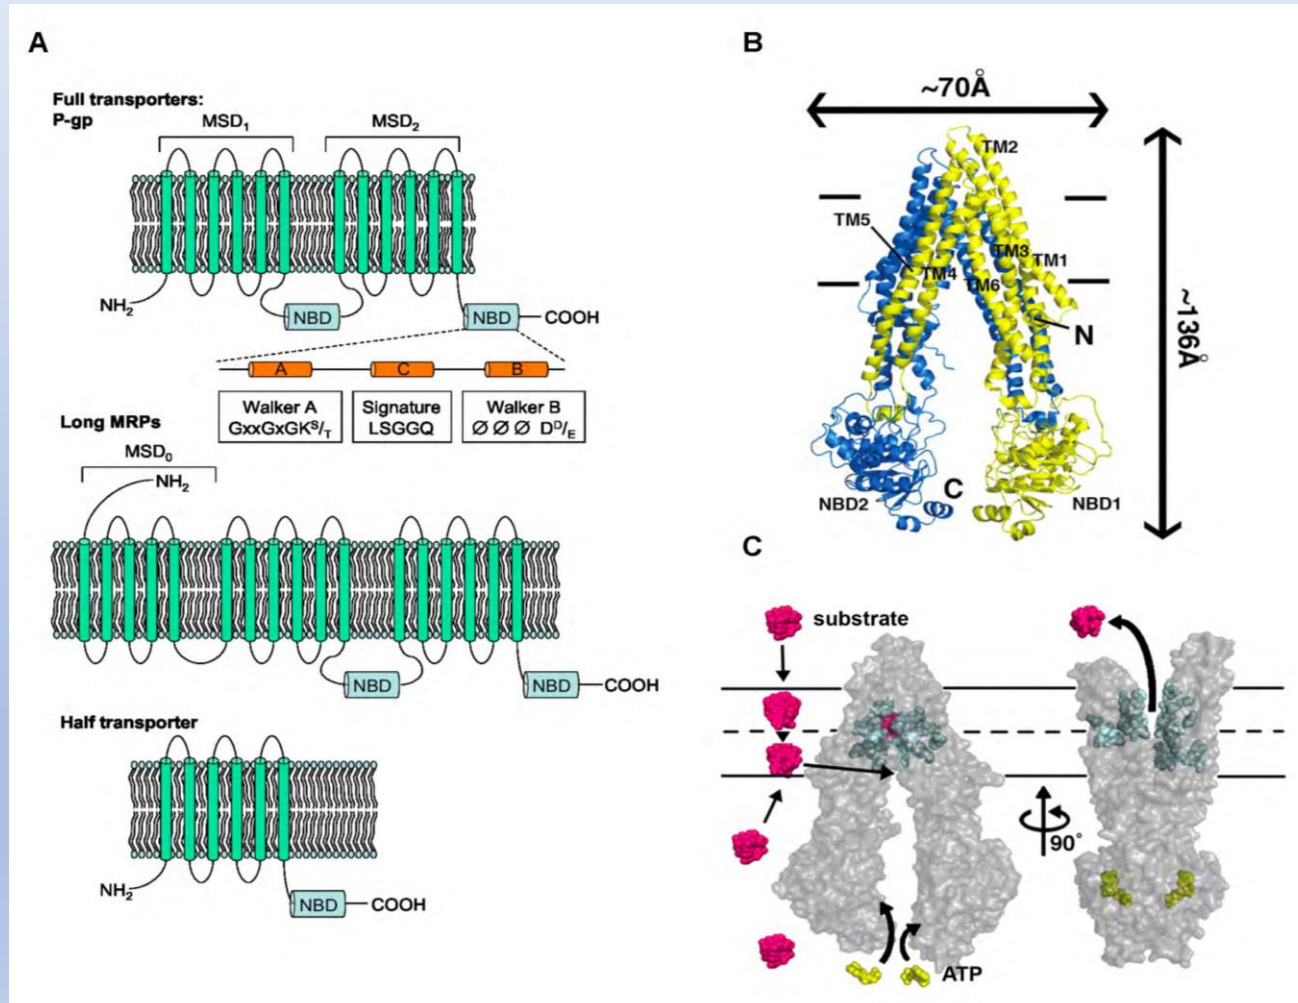 A
Full transporters:
P-gp
MSD₁ MSD₂
NH₂
NBD
NBD
COOH
A C B
Walker A
GxxGxGKˢ/ₜ
Signature
LSGGQ
Walker B
∅ ∅ ∅ Dᴰ/E
Long MRPs
MSD₀
NH₂
NBD
NBD
COOH
Half transporter
NH₂
NBD
COOH
B
~70Å
TM2
TM5
TM3
TM1
TM4
TM6
N
~136Å
C
NBD2
NBD1
C
substrate
90°
ATP